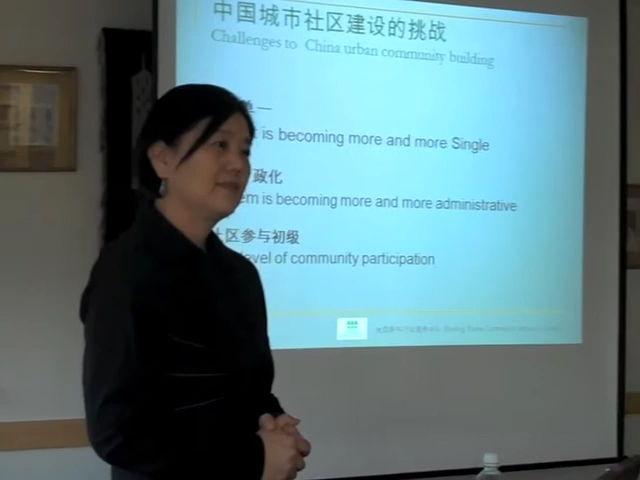 中国城市社区建设的挑战
Challenges to China urban community building
单一
is becoming more and more Single
政化
em is becoming more and more administrative
社区参与初级
level of community participation